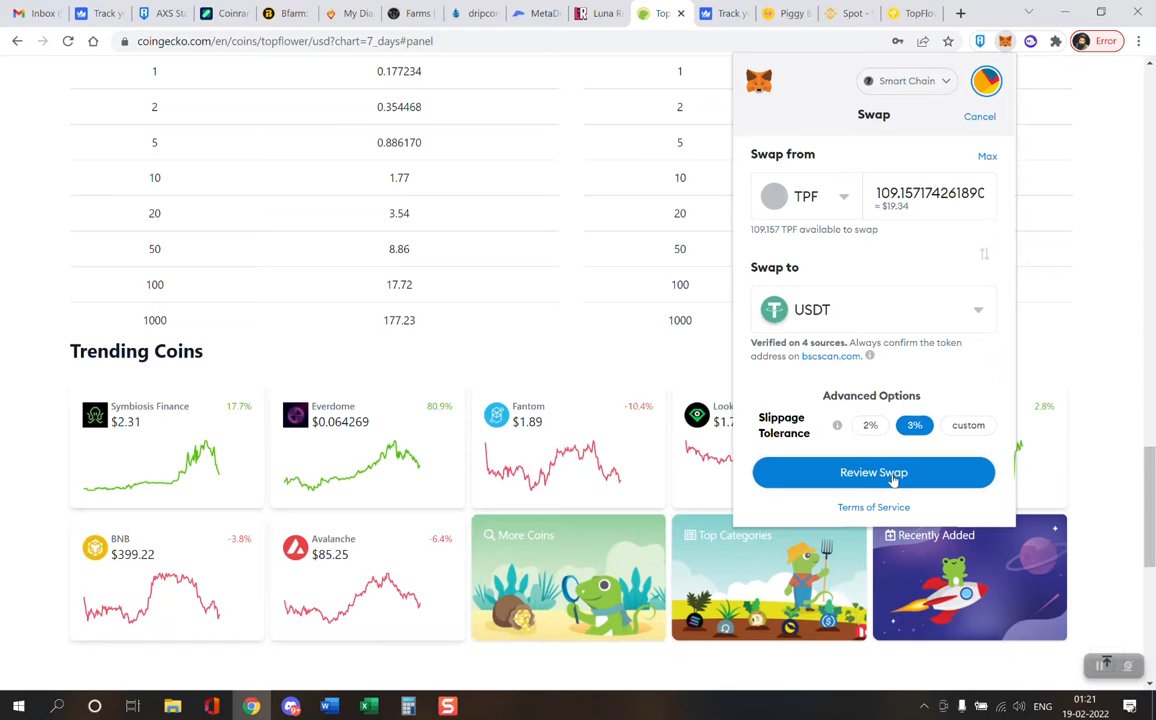 Inbox (
Track y
AXS St
Coinra
Bfarm:
My Dia
Farms |
dripcor
MetaD
Luna R
Top
Track y
Piggy B
Spot -
TopFlo
coingecko.com/en/coins/topflower/usd?chart=7_days#panel
Error
1 0.177234 1
2 0.354468 2
5 0.886170 5
10 1.77 10
20 3.54 20
50 8.86 50
100 17.72 100
1000 177.23 1000
Smart Chain
Swap
Cancel
Swap from
Max
TPF
109.15717426189
≈ $19.34
109.157 TPF available to swap
Swap to
USDT
Verified on 4 sources. Always confirm the token
address on bscscan.com.
Advanced Options
Slippage
Tolerance
2%
3%
custom
Review Swap
Terms of Service
Trending Coins
Symbiosis Finance 17.7%
$2.31
Everdome 80.9%
$0.064269
Fantom -10.4%
$1.89
Look
$1.
2.8%
BNB -3.8%
$399.22
Avalanche -6.4%
$85.25
More Coins
Top Categories
Recently Added
ENG
01:21
19-02-2022